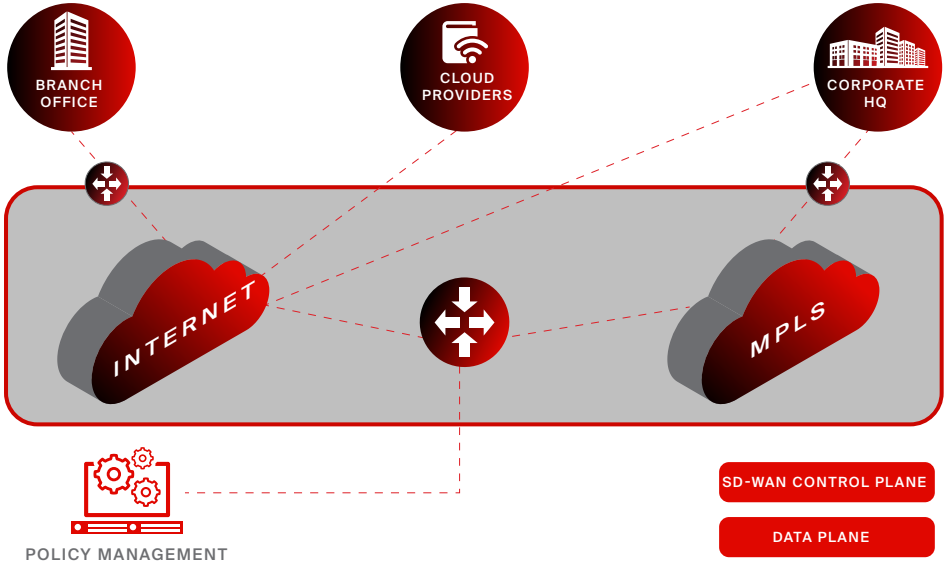 BRANCH
OFFICE
CLOUD
PROVIDERS
CORPORATE
HQ
INTERNET
MPLS
POLICY MANAGEMENT
SD-WAN CONTROL PLANE
DATA PLANE